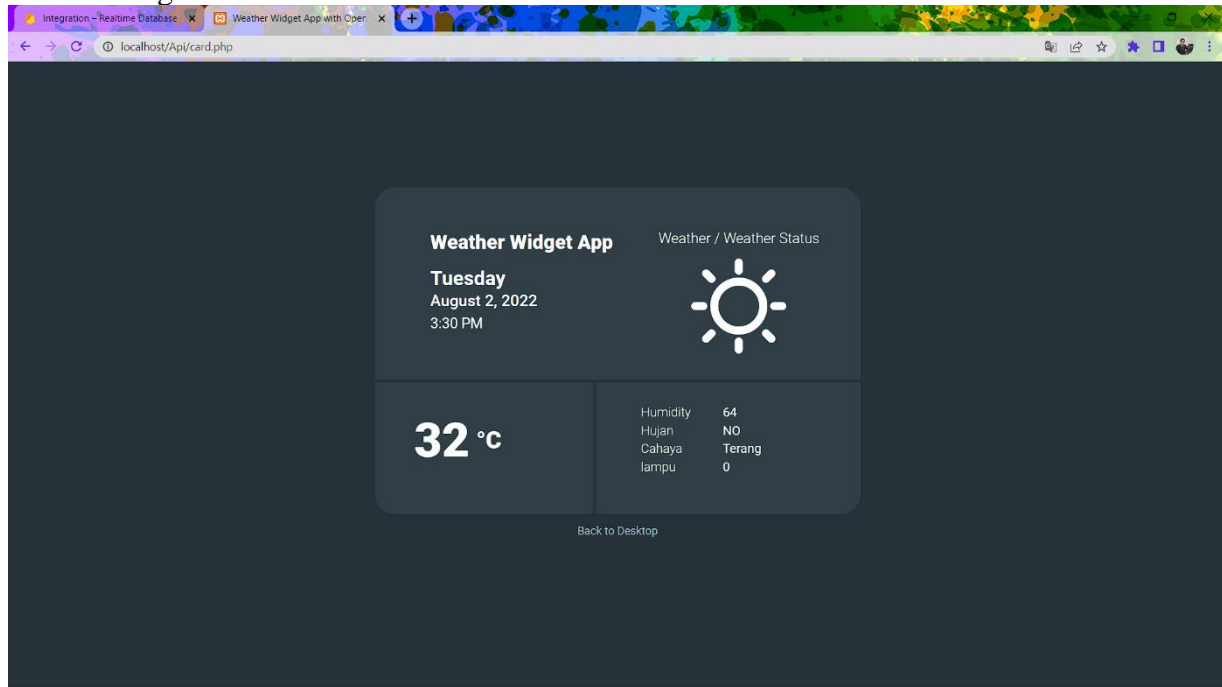 Integration – Realtime Database
Weather Widget App with Open
localhost/Api/card.php
Weather Widget App
Weather / Weather Status
Tuesday
August 2, 2022
3:30 PM
32 °C
Humidity 64
Hujan NO
Cahaya Terang
lampu 0
Back to Desktop